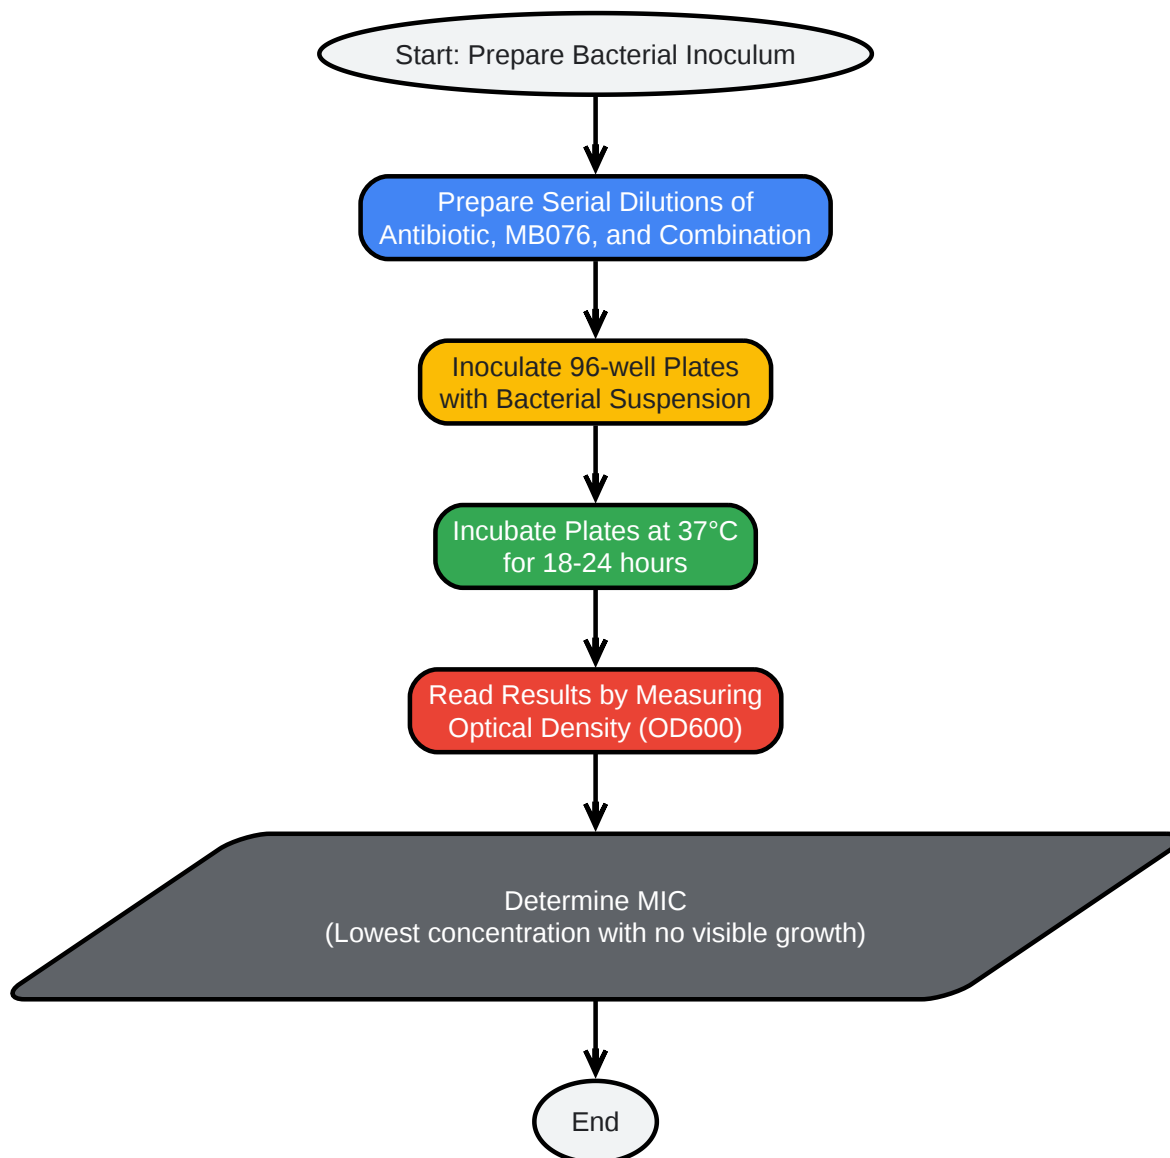 Start: Prepare Bacterial Inoculum
Prepare Serial Dilutions of
Antibiotic, MB076, and Combination
Inoculate 96-well Plates
with Bacterial Suspension
Incubate Plates at 37°C
for 18-24 hours
Read Results by Measuring
Optical Density (OD600)
Determine MIC
(Lowest concentration with no visible growth)
End